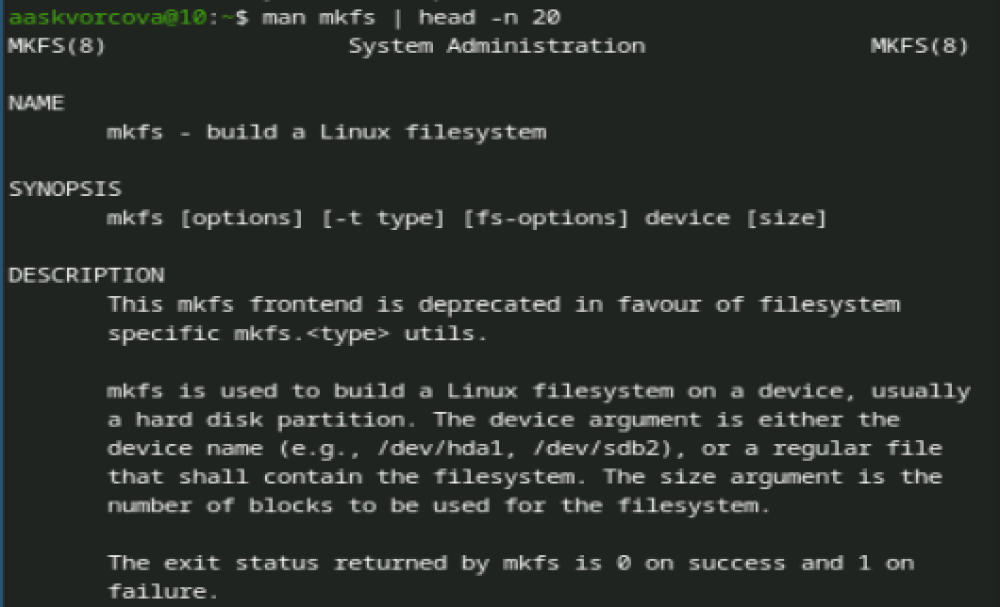 aaskvorcova@10:~$ man mkfs | head -n 20
MKFS(8) System Administration MKFS(8)
NAME
mkfs - build a Linux filesystem
SYNOPSIS
mkfs [options] [-t type] [fs-options] device [size]
DESCRIPTION
This mkfs frontend is deprecated in favour of filesystem
specific mkfs.<type> utils.
mkfs is used to build a Linux filesystem on a device, usually
a hard disk partition. The device argument is either the
device name (e.g., /dev/hda1, /dev/sdb2), or a regular file
that shall contain the filesystem. The size argument is the
number of blocks to be used for the filesystem.
The exit status returned by mkfs is 0 on success and 1 on
failure.